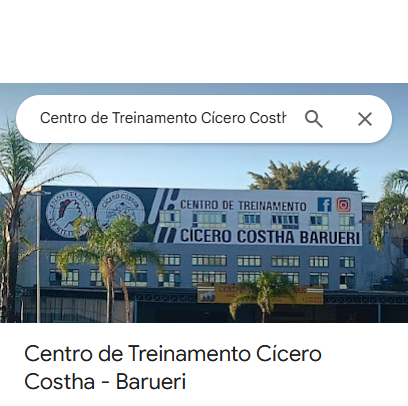 Centro de Treinamento Cícero Costh
CENTRO DE TREINAMENTO
CÍCERO COSTHA BARUERI
Centro de Treinamento Cícero
Costha - Barueri